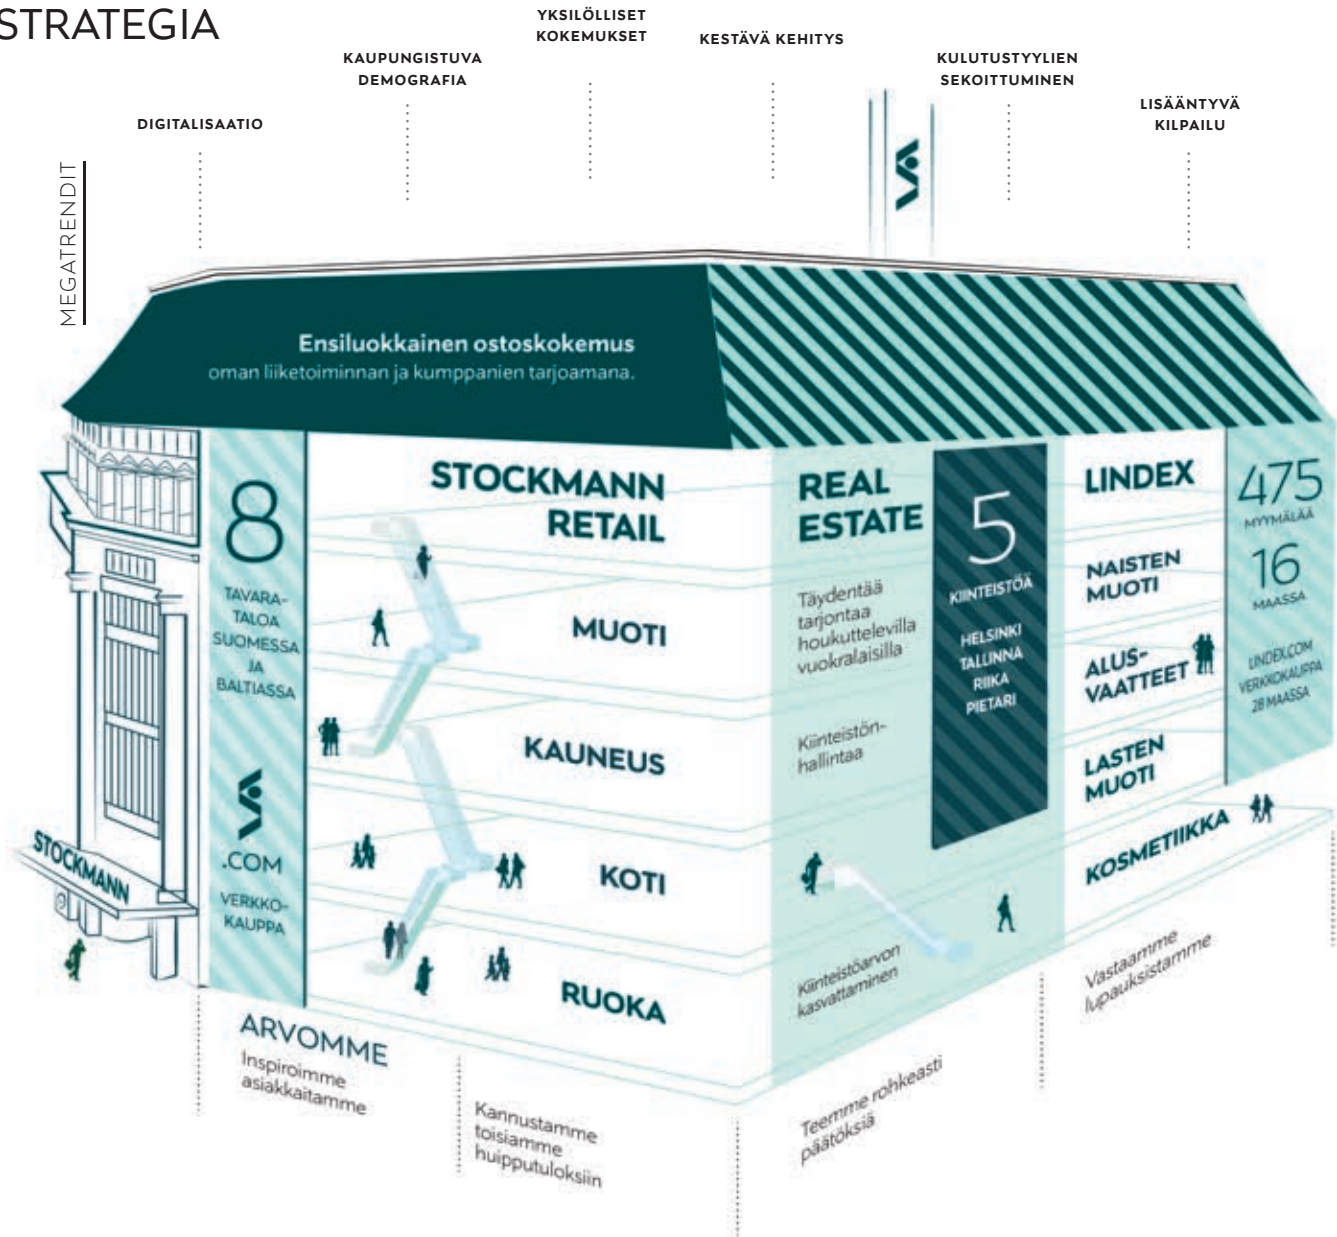 STRATEGIA
MEGATRENDIT
DIGITALISAATIO
KAUPUNGISTUVA
DEMOGRAFIA
YKSILÖLLISET
KOKEMUKSET
KESTÄVÄ KEHITYS
KULUTUSTYYLIEN
SEKOITTUMINEN
LISÄÄNTYVÄ
KILPAILU
Ensiluokkainen ostoskokemus
oman liiketoiminnan ja kumppanien tarjoamana.
STOCKMANN
8
TAVARA-
TALOA
SUOMESSA
JA
BALTIASSA
.COM
VERKKO-
KAUPPA
STOCKMANN
RETAIL
MUOTI
KAUNEUS
KOTI
RUOKA
REAL
ESTATE
Täydentää
tarjontaa
houkuttelevilla
vuokralaisilla
Kiinteistön-
hallintaa
Kiinteistöarvon
kasvattaminen
5
KIINTEISTÖÄ
HELSINKI
TALLINNA
RIIKA
PIETARI
LINDEX
NAISTEN
MUOTI
ALUS-
VAATTEET
LASTEN
MUOTI
KOSMETIIKKA
475
MYYMÄLÄÄ
16
MAASSA
LINDEX.COM
VERKKOKAUPPA
28 MAASSA
ARVOMME
Inspiroimme
asiakkaitamme
Kannustamme
toisiamme
huipputuloksiin
Teemme rohkeasti
päätöksiä
Vastaamme
lupauksistamme